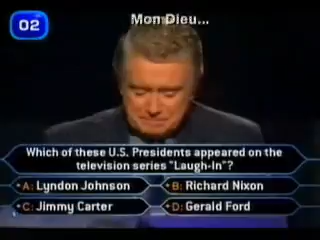 Mon Dieu...
02
Which of these U.S. Presidents appeared on the
television series "Laugh-In"?
A: Lyndon Johnson
B: Richard Nixon
C: Jimmy Carter
D: Gerald Ford